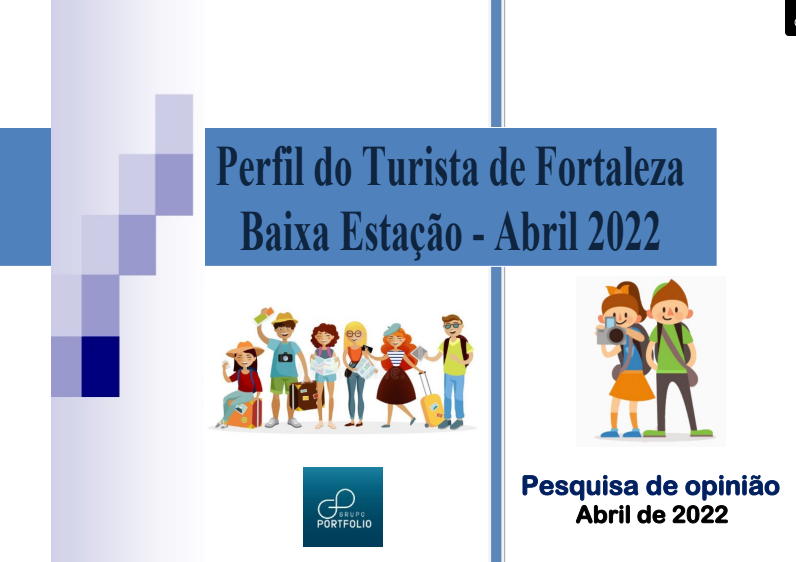 Perfil do Turista de Fortaleza
Baixa Estação - Abril 2022
GRUPO
PORTFOLIO
Pesquisa de opinião
Abril de 2022